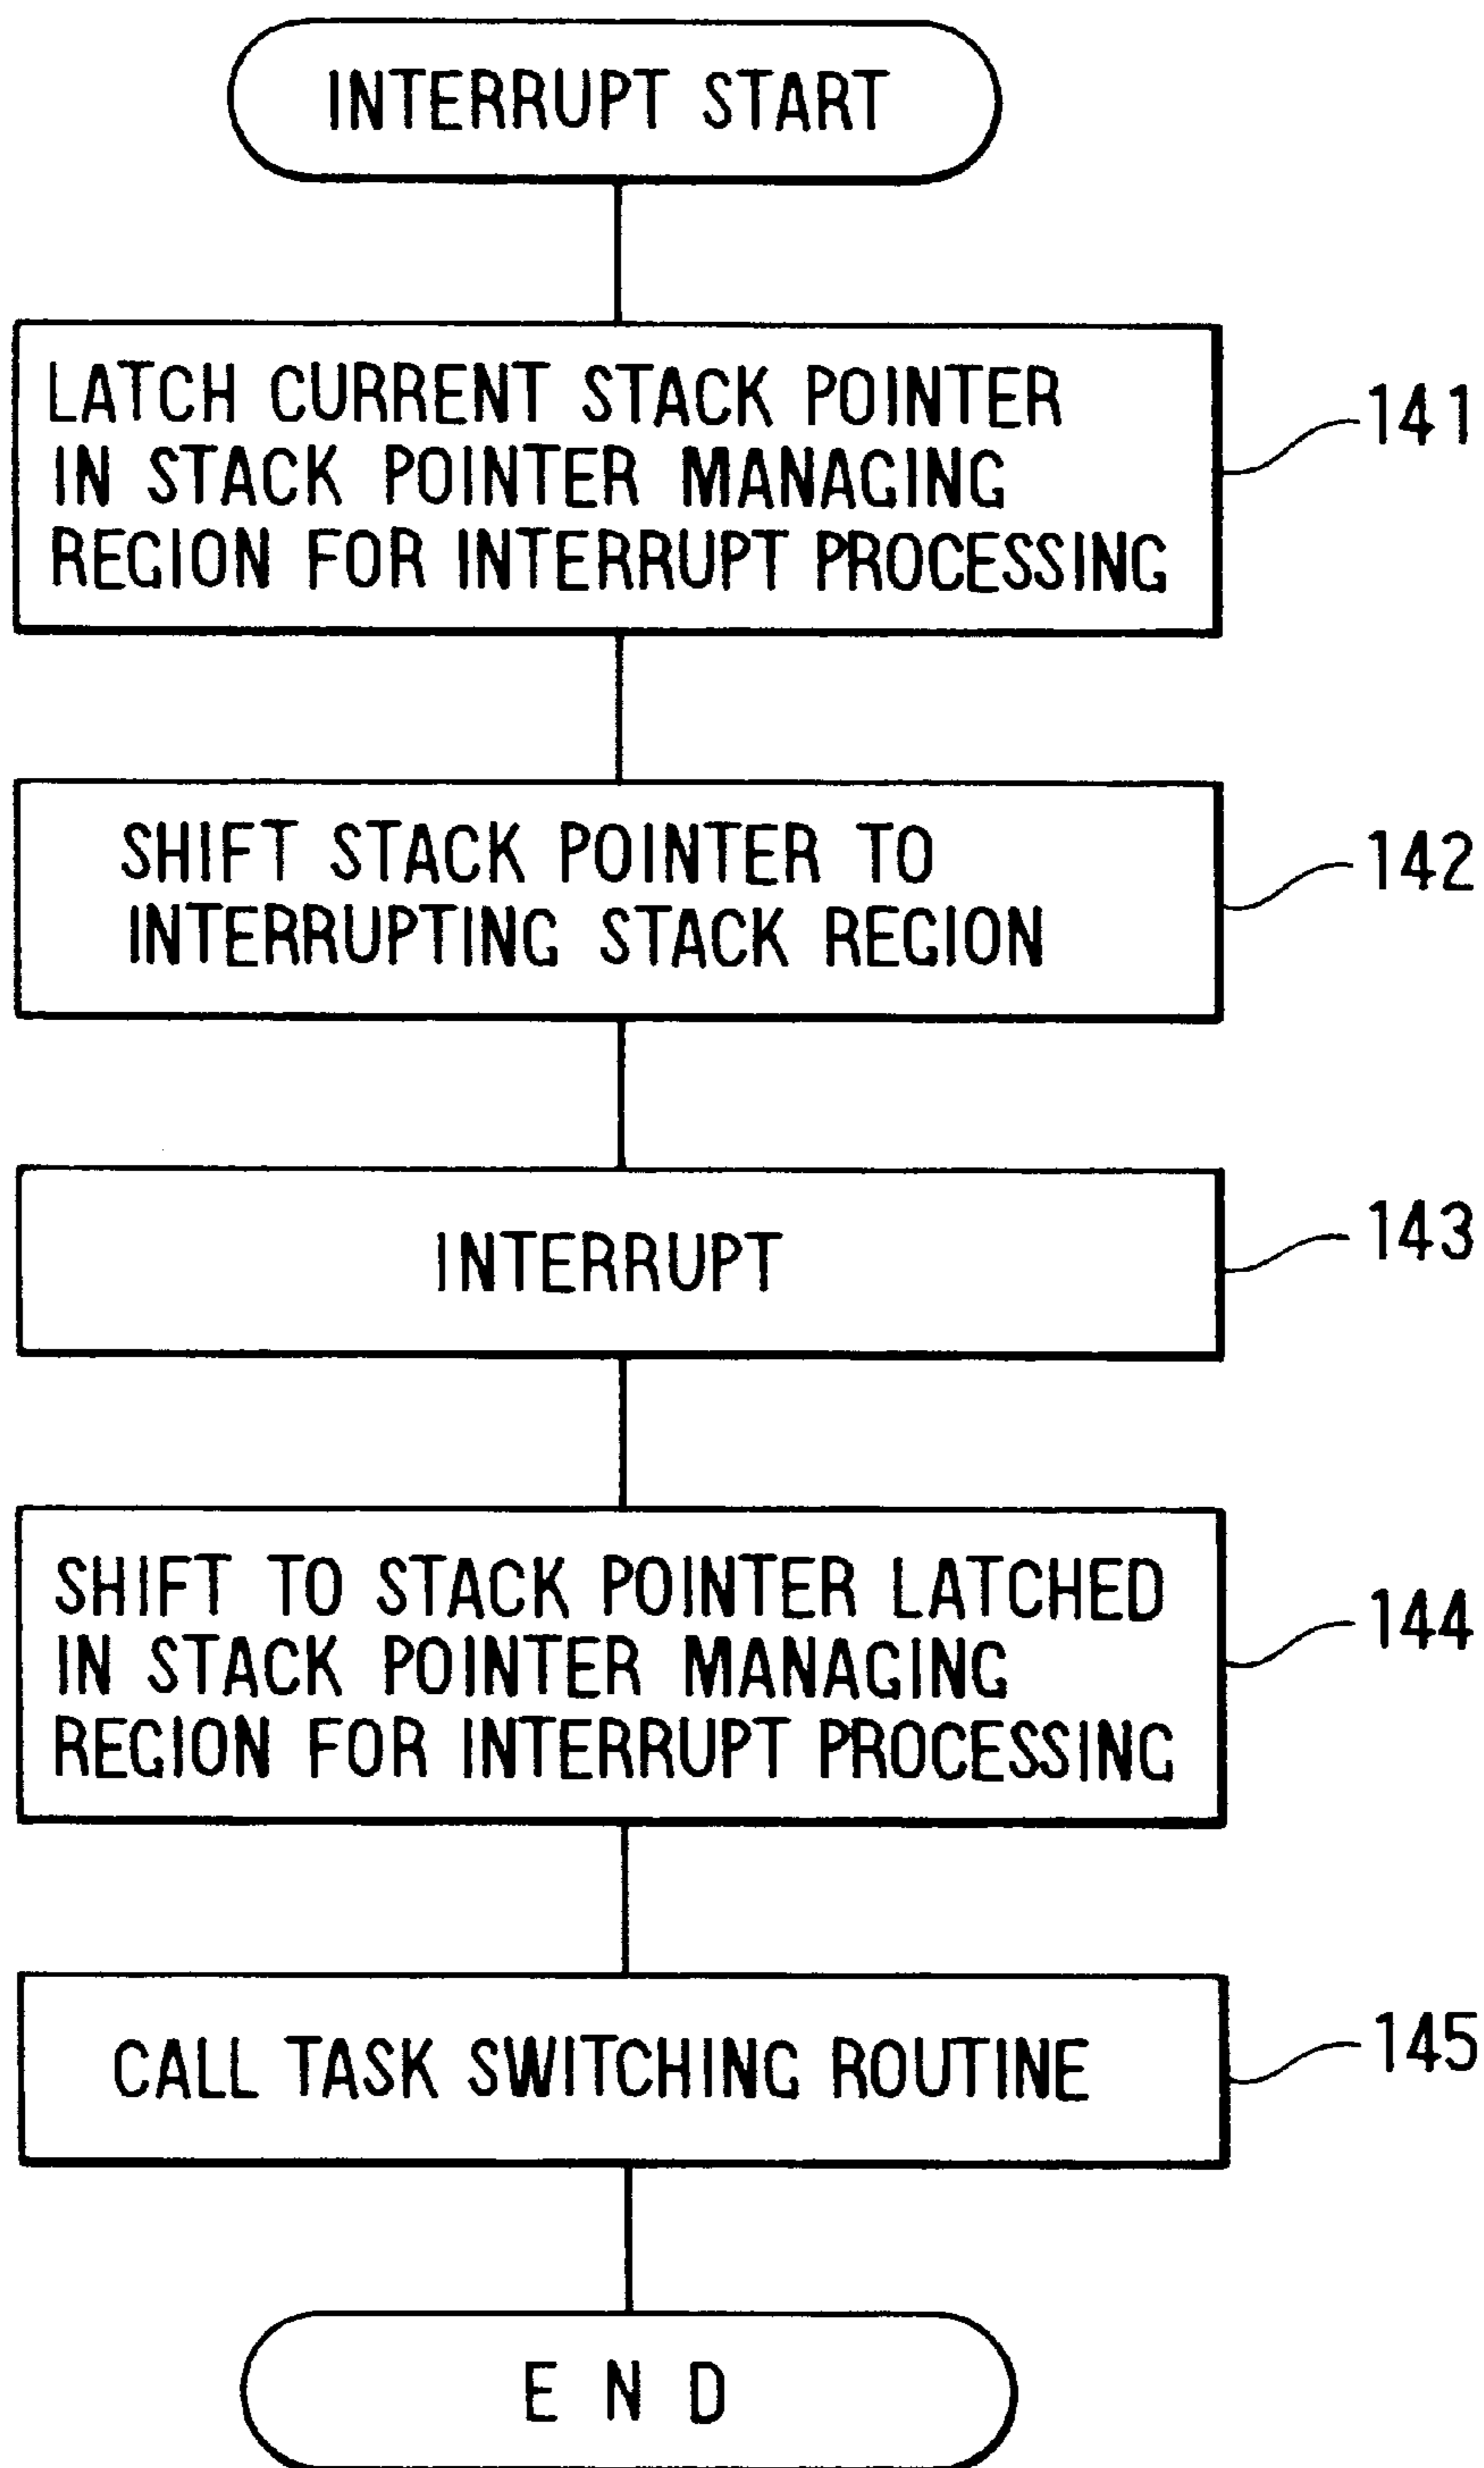 INTERRUPT START
LATCH CURRENT STACK POINTER
IN STACK POINTER MANAGING
REGION FOR INTERRUPT PROCESSING
141
SHIFT STACK POINTER TO
INTERRUPTING STACK REGION
142
INTERRUPT
143
SHIFT TO STACK POINTER LATCHED
IN STACK POINTER MANAGING
REGION FOR INTERRUPT PROCESSING
144
CALL TASK SWITCHING ROUTINE
145
E N D